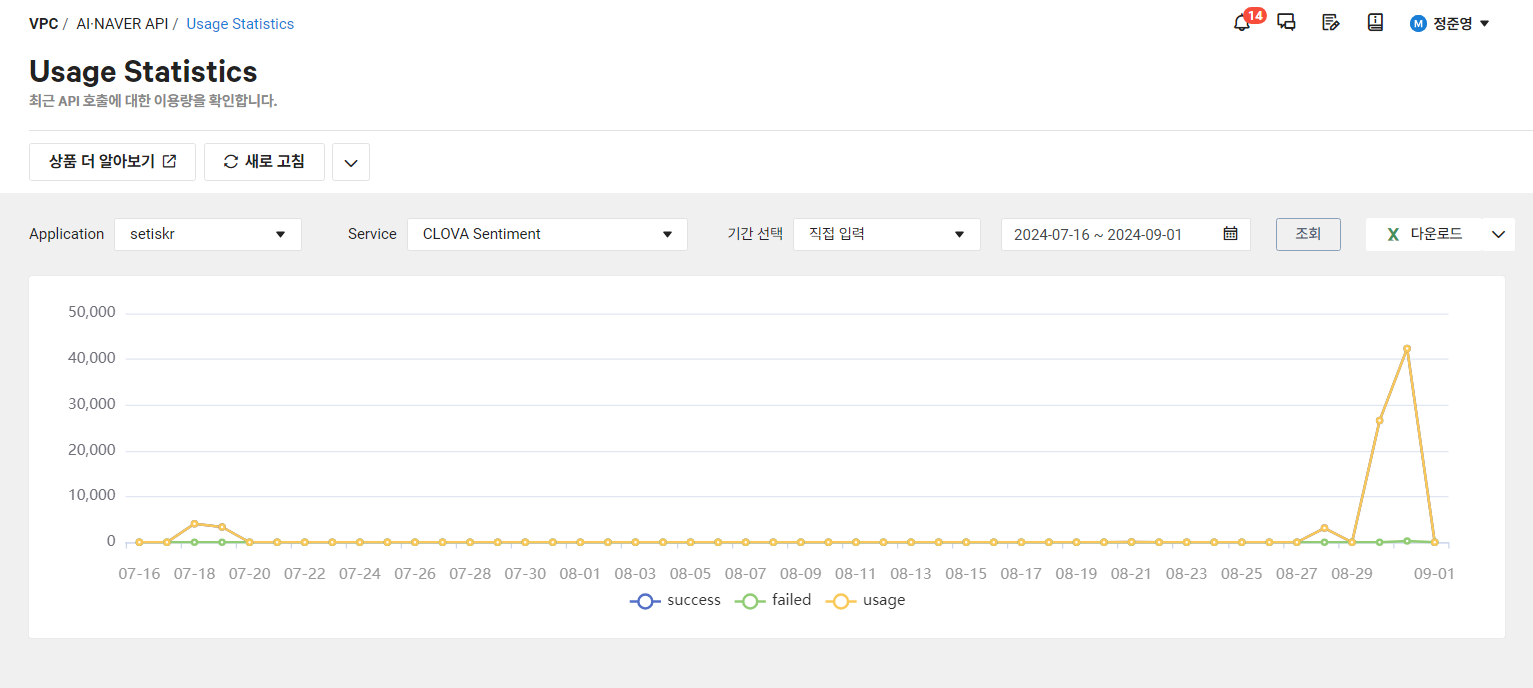 VPC / AI·NAVER API / Usage Statistics
14
M 정준영
Usage Statistics
최근 API 호출에 대한 이용량을 확인합니다.
상품 더 알아보기 새로 고침
Application setiskr Service CLOVA Sentiment 기간 선택 직접 입력 2024-07-16 ~ 2024-09-01 조회 X 다운로드
50,000
40,000
30,000
20,000
10,000
0
07-16 07-18 07-20 07-22 07-24 07-26 07-28 07-30 08-01 08-03 08-05 08-07 08-09 08-11 08-13 08-15 08-17 08-19 08-21 08-23 08-25 08-27 08-29 09-01
success failed usage